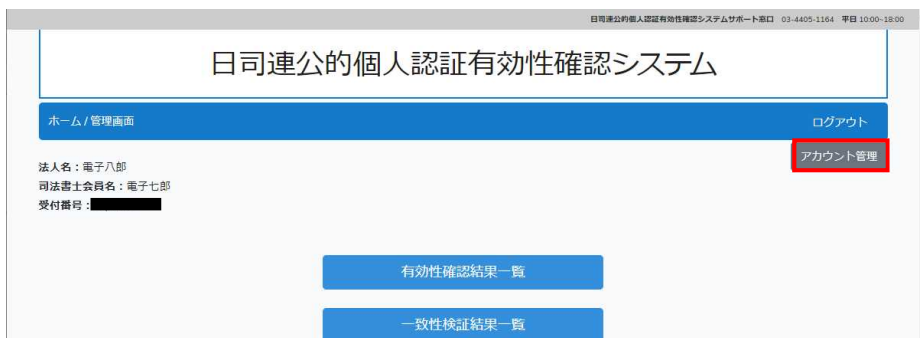 日司連公的個人認証有効性確認システムサポート窓口 03-4405-1164 平日 10:00~18:00
日司連公的個人認証有効性確認システム
ホーム / 管理画面 ログアウト
アカウント管理
法人名：電子八郎
司法書士会員名：電子七郎
受付番号：
有効性確認結果一覧
一致性検証結果一覧